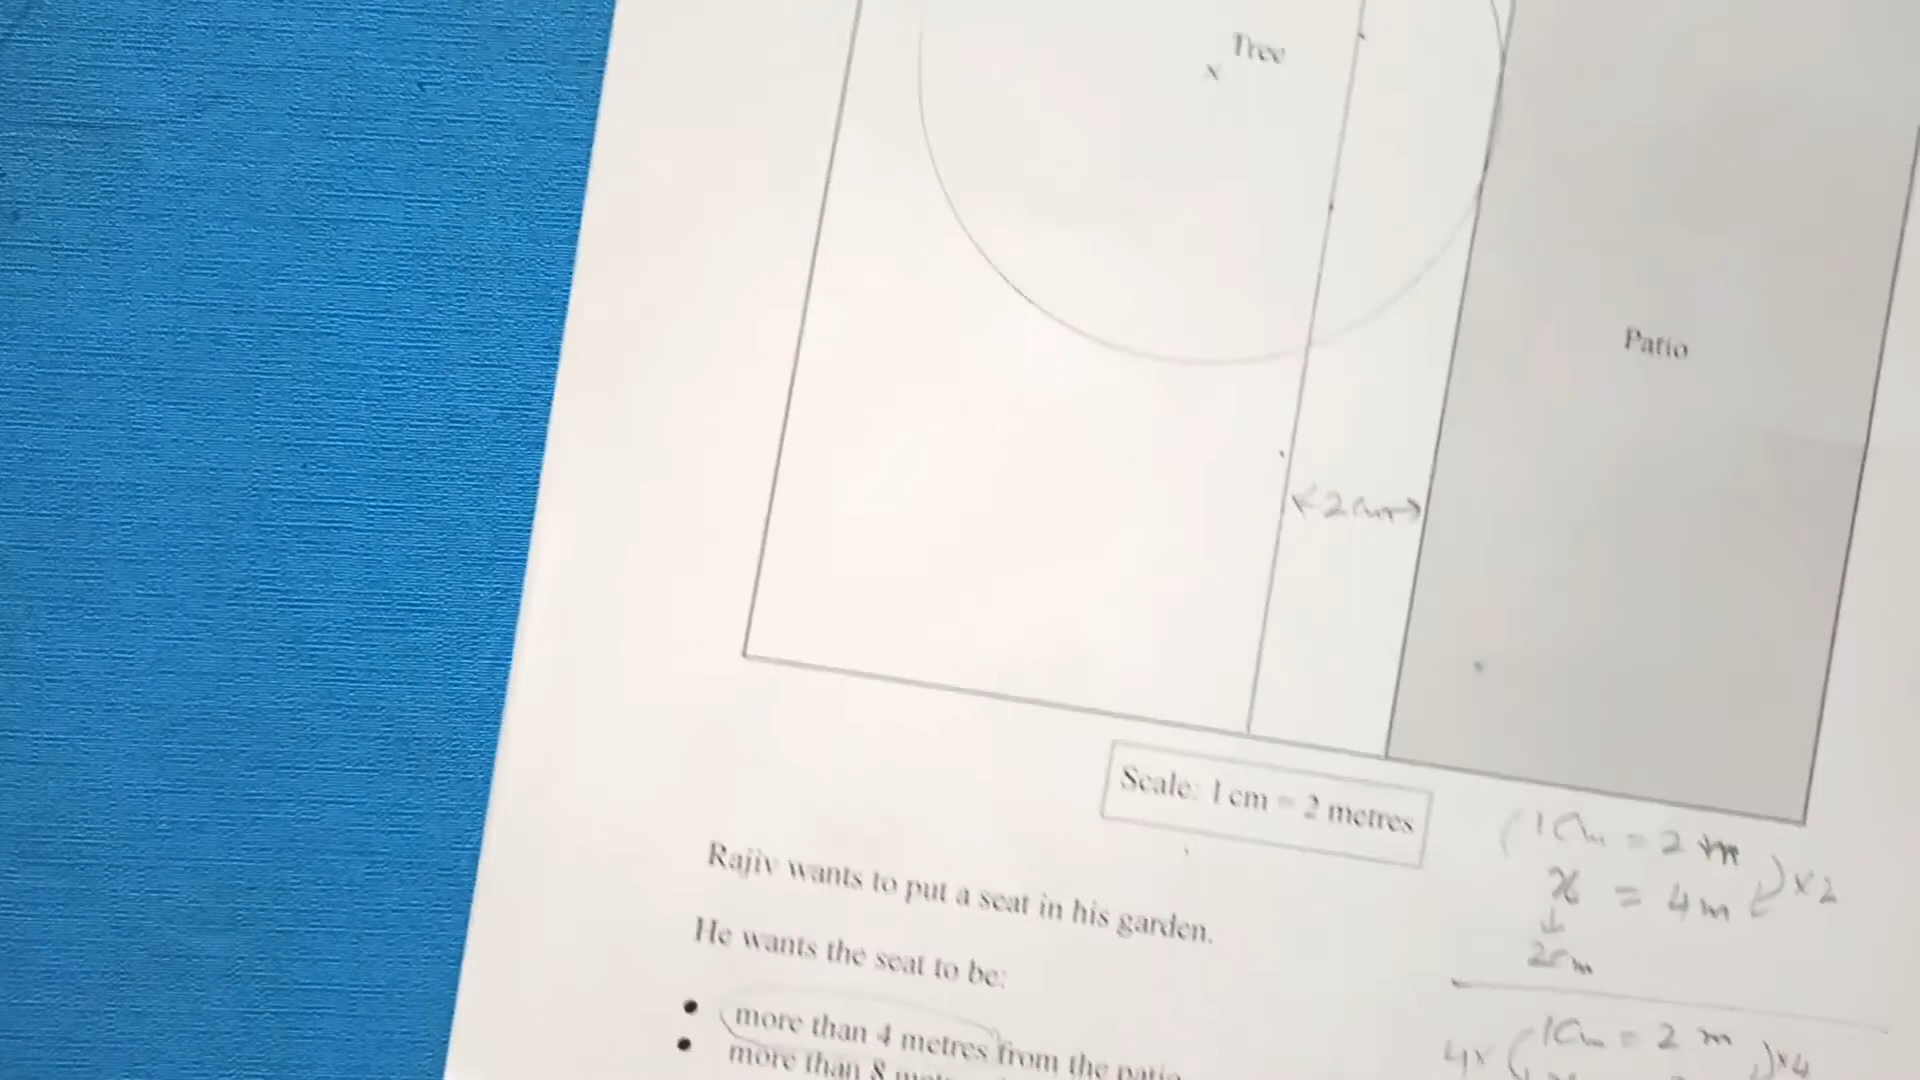 Tree
x
Patio
2cm
Scale: 1 cm = 2 metres
1cm = 2 m
x = 4m
×2
2cm
Rajiv wants to put a seat in his garden.
He wants the seat to be:
• more than 4 metres from the patio
• more than 8
1cm = 2 m
4×
×4